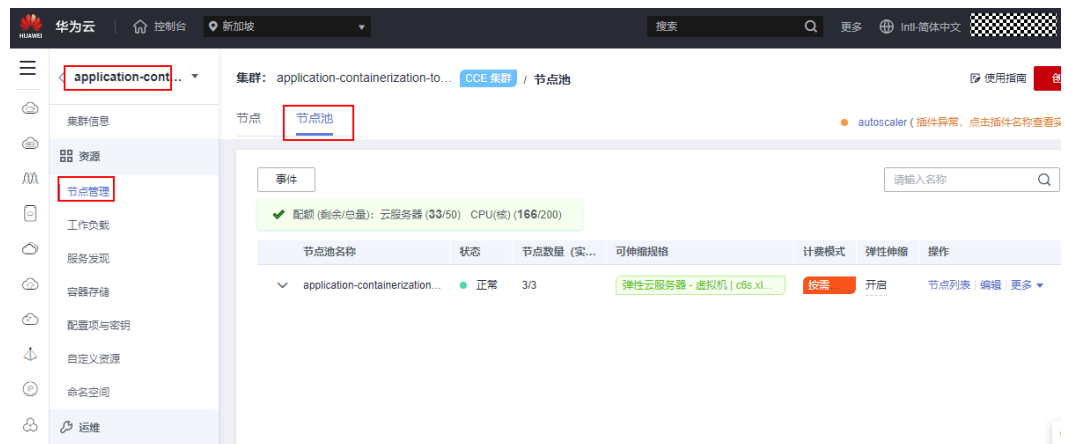 HUAWEI 华为云 控制台 新加坡 搜索 更多 Intl-简体中文
application-cont... 集群： application-containerization-to... CCE 集群 / 节点池 使用指南
集群信息 节点 节点池 autoscaler ( 插件异常，点击插件名称查看
资源
事件 请输入名称
节点管理
配额 (剩余/总量)： 云服务器 (33/50) CPU(核) (166/200)
工作负载
节点池名称 状态 节点数量 (实... 可伸缩规格 计费模式 弹性伸缩 操作
服务发现
application-containerization... 正常 3/3 弹性云服务器 - 虚拟机 | c6s.xl... 按需... 开启 节点列表 编辑 更多
容器存储
配置项与密钥
自定义资源
命名空间
运维